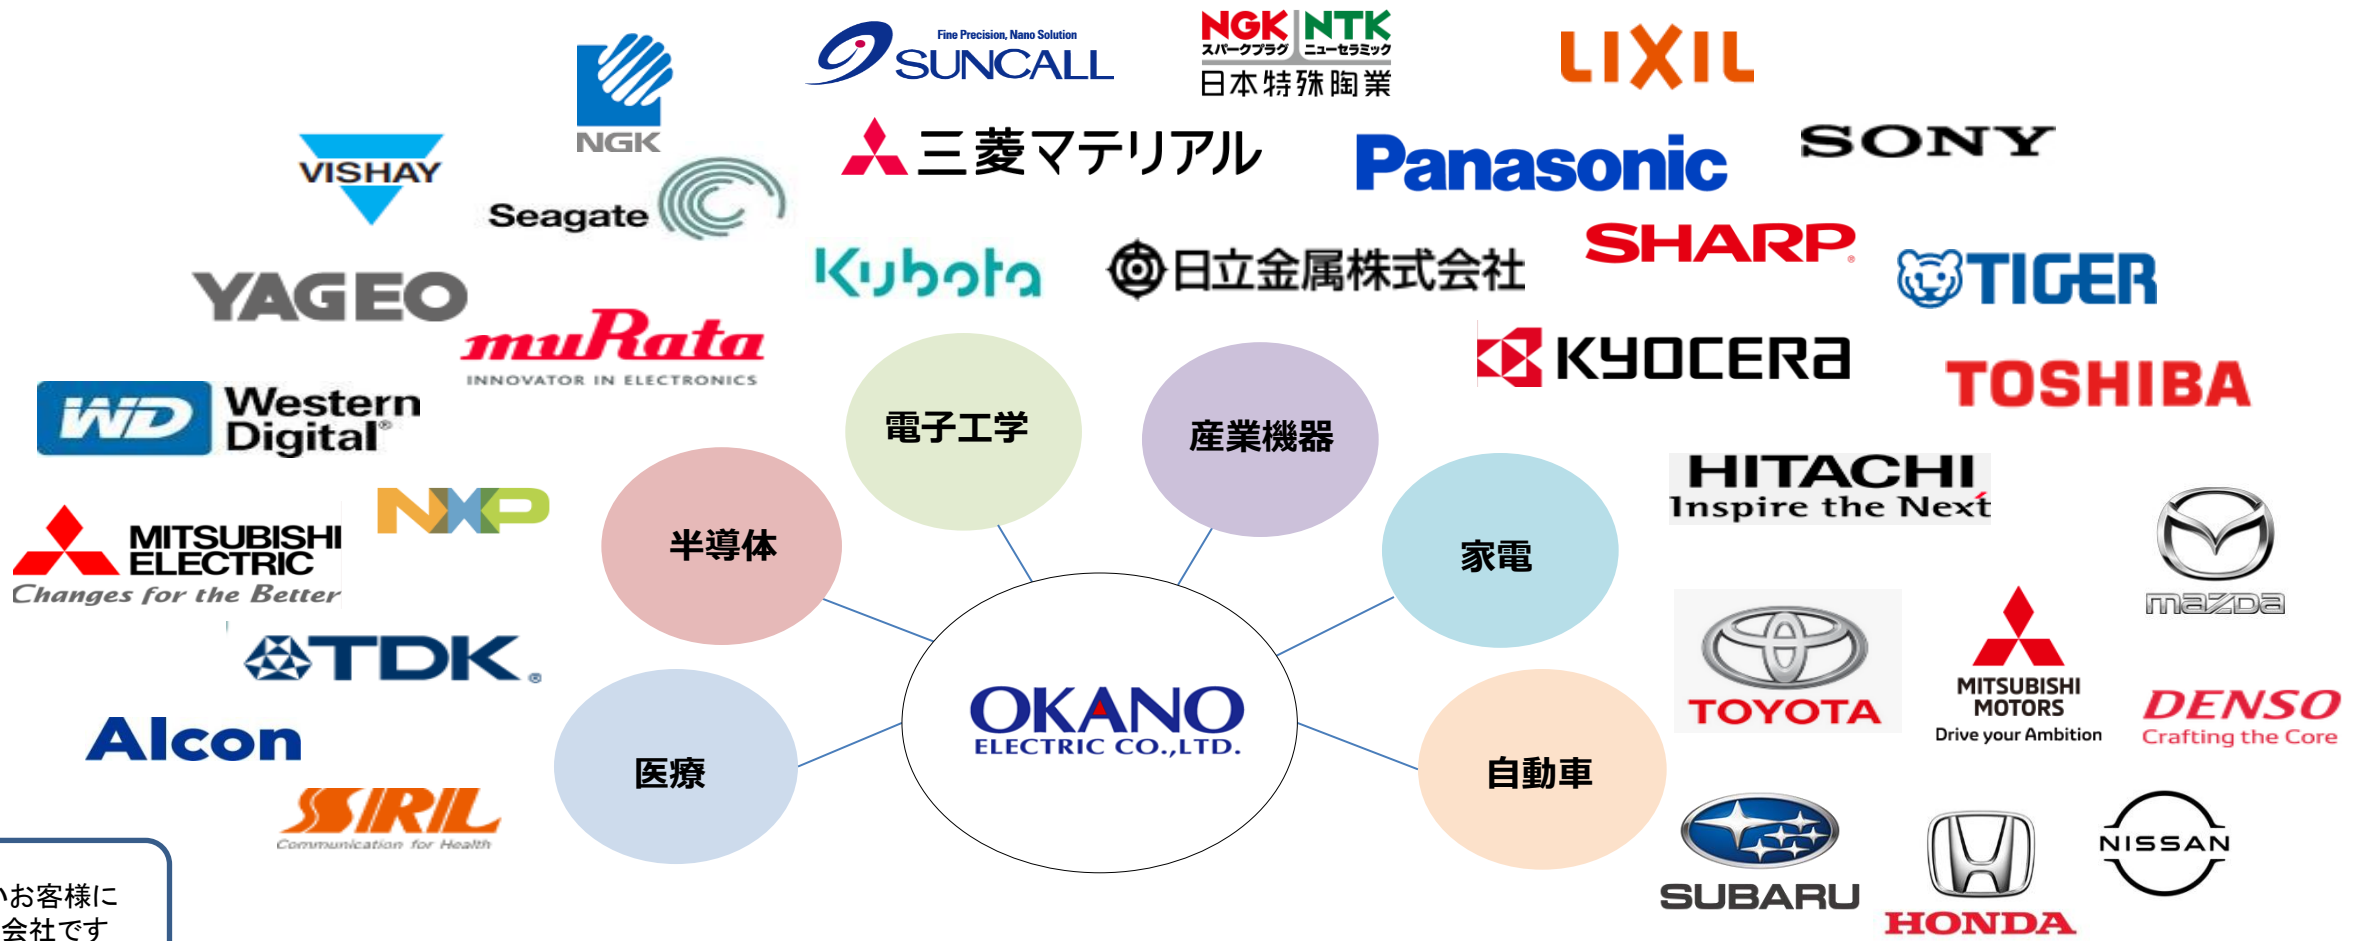 Fine Precision, Nano Solution
SUNCALL
NGK NTK
スパークプラグ ニューセラミック
日本特殊陶業
LIXIL
NGK
VISHAY
三菱マテリアル
Panasonic
SONY
Seagate
SHARP®
Kubota
日立金属株式会社
TIGER
YAGEO
muRata
INNOVATOR IN ELECTRONICS
KYOCERA
TOSHIBA
WD Western
Digital®
電子工学
産業機器
HITACHI
Inspire the Next
NXP
MITSUBISHI
ELECTRIC
Changes for the Better
半導体
家電
mazda
TDK®
TOYOTA
MITSUBISHI
MOTORS
Drive your Ambition
DENSO
Crafting the Core
OKANO
ELECTRIC CO.,LTD.
Alcon
医療
自動車
SIRIL
Communication for Health
SUBARU
HONDA
NISSAN
お客様に
会社です